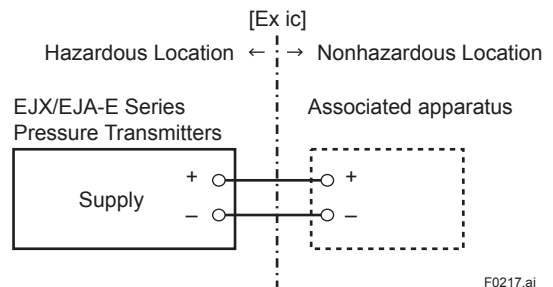 [Ex ic]
Hazardous Location ← → Nonhazardous Location
EJX/EJA-E Series
Pressure Transmitters
Associated apparatus
+ +
Supply
– –
F0217.ai